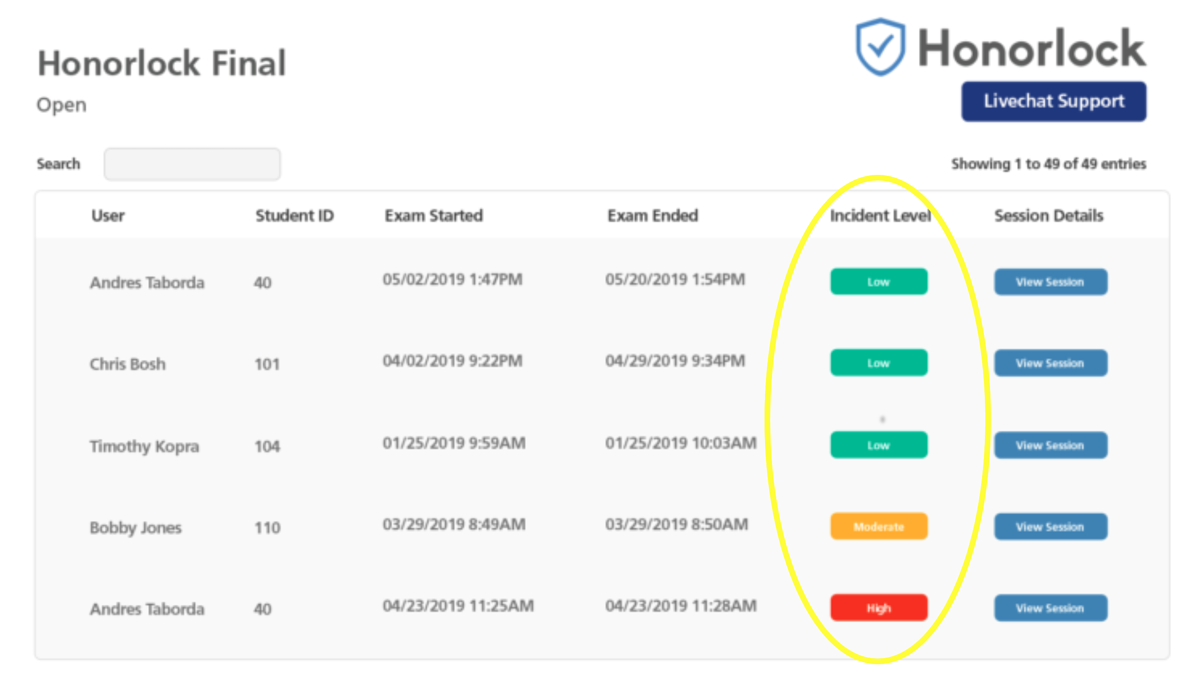 Honorlock
Honorlock Final
Livechat Support
Open
Search
Showing 1 to 49 of 49 entries
User Student ID Exam Started Exam Ended Incident Level Session Details
Andres Taborda 40 05/02/2019 1:47PM 05/20/2019 1:54PM Low View Session
Chris Bosh 101 04/02/2019 9:22PM 04/29/2019 9:34PM Low View Session
Timothy Kopra 104 01/25/2019 9:59AM 01/25/2019 10:03AM Low View Session
Bobby Jones 110 03/29/2019 8:49AM 03/29/2019 8:50AM Moderate View Session
Andres Taborda 40 04/23/2019 11:25AM 04/23/2019 11:28AM High View Session